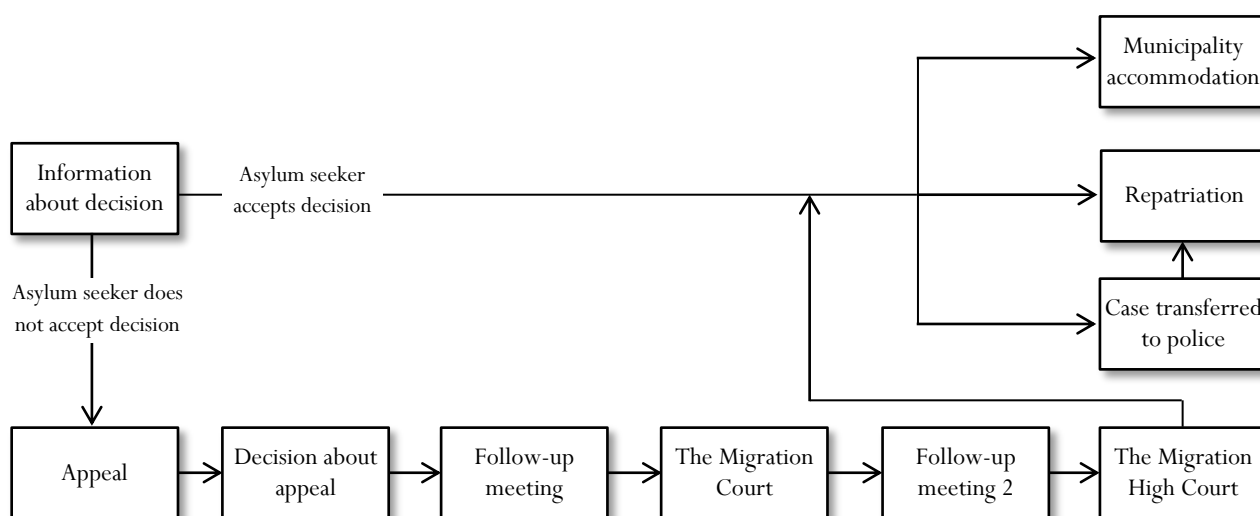 Municipality
accommodation
Information
about decision
Asylum seeker
accepts decision
Repatriation
Asylum seeker does
not accept decision
Case transferred
to police
Appeal
Decision about
appeal
Follow-up
meeting
The Migration
Court
Follow-up
meeting 2
The Migration
High Court